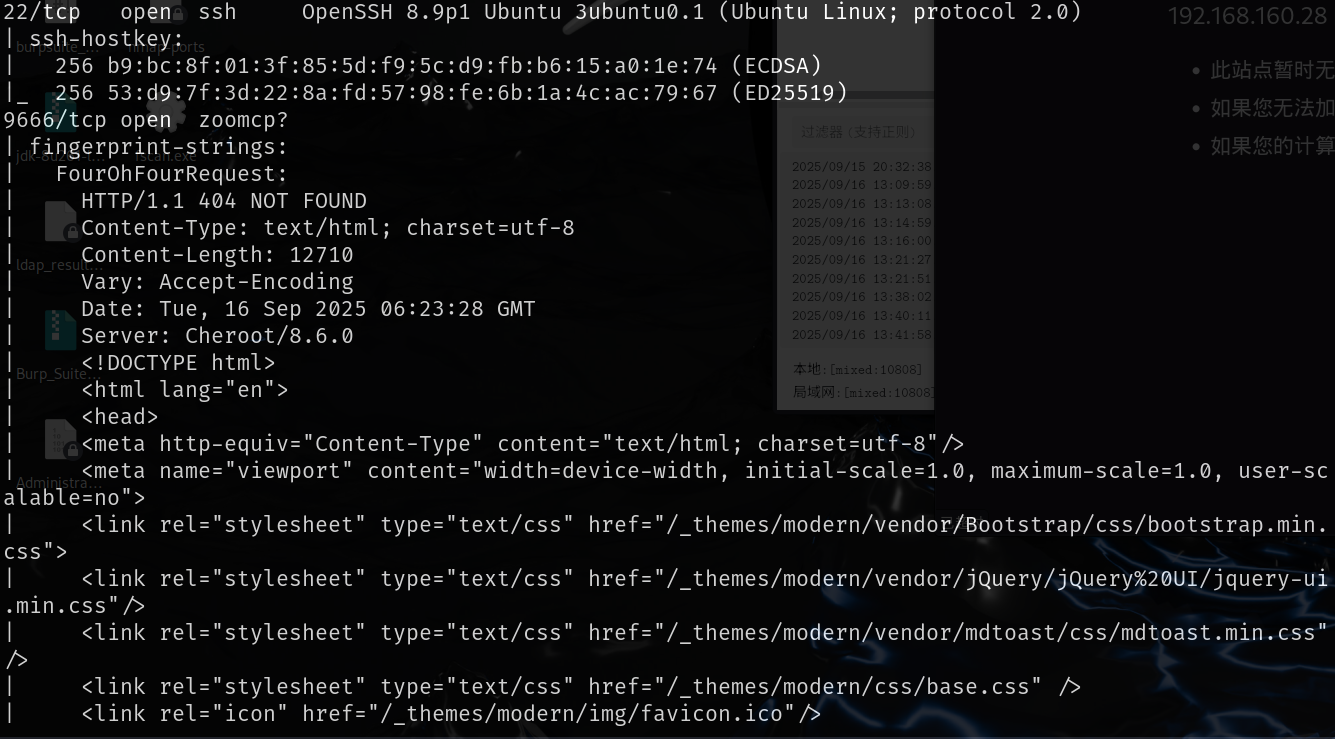 22/tcp   open  ssh     OpenSSH 8.9p1 Ubuntu 3ubuntu0.1 (Ubuntu Linux; protocol 2.0)
| ssh-hostkey:
|   256 b9:bc:8f:01:3f:85:5d:f9:5c:d9:fb:b6:15:a0:1e:74 (ECDSA)
|_  256 53:d9:7f:3d:22:8a:fd:57:98:fe:6b:1a:4c:ac:79:67 (ED25519)
9666/tcp open  zoomcp?
| fingerprint-strings:
|   FourOhFourRequest:
|     HTTP/1.1 404 NOT FOUND
|     Content-Type: text/html; charset=utf-8
|     Content-Length: 12710
|     Vary: Accept-Encoding
|     Date: Tue, 16 Sep 2025 06:23:28 GMT
|     Server: Cheroot/8.6.0
|     <!DOCTYPE html>
|     <html lang="en">
|     <head>
|     <meta http-equiv="Content-Type" content="text/html; charset=utf-8"/>
|     <meta name="viewport" content="width=device-width, initial-scale=1.0, maximum-scale=1.0, user-sc
alable=no">
|     <link rel="stylesheet" type="text/css" href="/_themes/modern/vendor/Bootstrap/css/bootstrap.min.
css">
|     <link rel="stylesheet" type="text/css" href="/_themes/modern/vendor/jQuery/jQuery%20UI/jquery-ui
.min.css"/>
|     <link rel="stylesheet" type="text/css" href="/_themes/modern/vendor/mdtoast/css/mdtoast.min.css"
/>
|     <link rel="stylesheet" type="text/css" href="/_themes/modern/css/base.css" />
|     <link rel="icon" href="/_themes/modern/img/favicon.ico"/>
burpsuite_... nmap-ports
fscan.exe
ldap_result...
Burp_Suite...
Administra...
过滤器 (支持正则)
2025/09/15 20:32:38
2025/09/16 13:09:59
2025/09/16 13:13:08
2025/09/16 13:14:59
2025/09/16 13:16:00
2025/09/16 13:21:27
2025/09/16 13:21:51
2025/09/16 13:38:02
2025/09/16 13:40:11
2025/09/16 13:41:58
本地:[mixed:10808]
局域网:[mixed:10808]
192.168.160.28
此站点暂时无
如果您无法加
如果您的计算